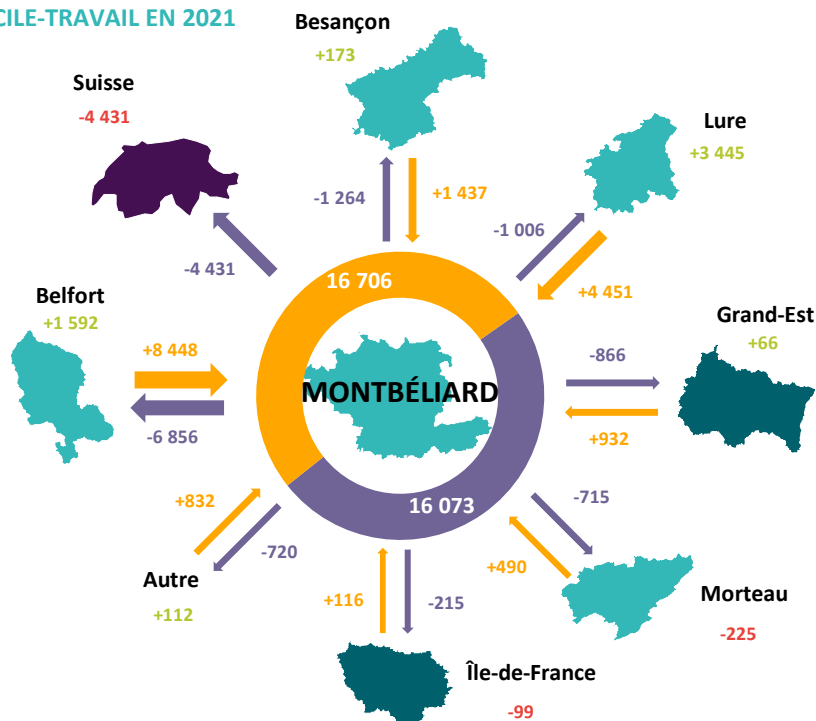 CILE-TRAVAIL EN 2021
Besançon
+173
Suisse
-4 431
Lure
+3 445
-1 264
+1 437
-1 006
-4 431
+4 451
16 706
Belfort
+1 592
Grand-Est
+66
+8 448
-866
MONTBÉLIARD
-6 856
+932
16 073
+832
-715
-720
+490
Autre
+112
+116
-215
Morteau
-225
Île-de-France
-99